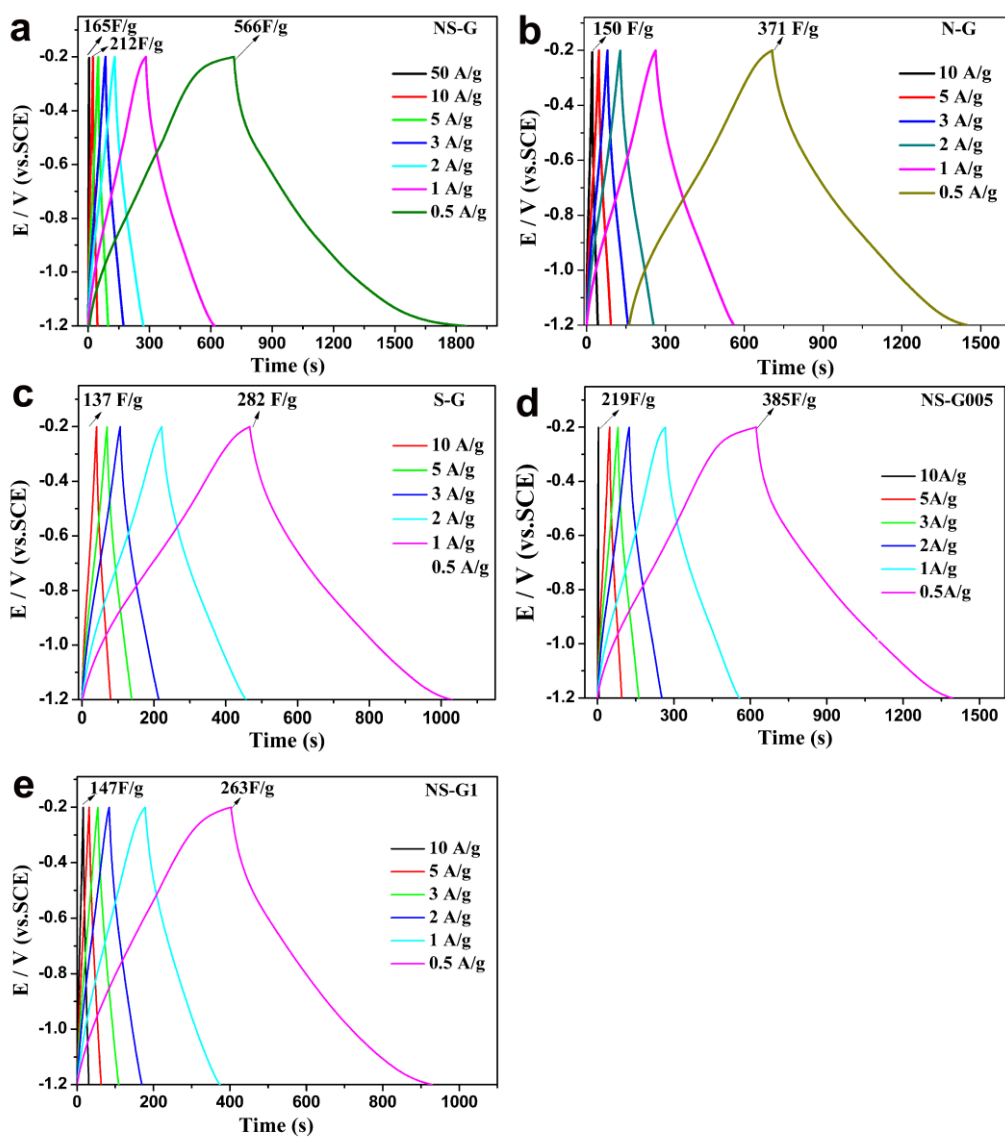 a
165F/g
212F/g
566F/g
NS-G
50 A/g
10 A/g
5 A/g
3 A/g
2 A/g
1 A/g
0.5 A/g
E / V (vs.SCE)
-0.2
-0.4
-0.6
-0.8
-1.0
-1.2
0 300 600 900 1200 1500 1800
Time (s)
b
150 F/g
371 F/g
N-G
10 A/g
5 A/g
3 A/g
2 A/g
1 A/g
0.5 A/g
E / V (vs.SCE)
-0.2
-0.4
-0.6
-0.8
-1.0
-1.2
0 300 600 900 1200 1500
Time (s)
c
137 F/g
282 F/g
S-G
10 A/g
5 A/g
3 A/g
2 A/g
1 A/g
0.5 A/g
E / V (vs.SCE)
-0.2
-0.4
-0.6
-0.8
-1.0
-1.2
0 200 400 600 800 1000
Time (s)
d
219F/g
385F/g
NS-G005
10A/g
5A/g
3A/g
2A/g
1A/g
0.5A/g
E / V (vs.SCE)
-0.2
-0.4
-0.6
-0.8
-1.0
-1.2
0 300 600 900 1200 1500
Time (s)
e
147F/g
263F/g
NS-G1
10 A/g
5 A/g
3 A/g
2 A/g
1 A/g
0.5 A/g
E / V (vs.SCE)
-0.2
-0.4
-0.6
-0.8
-1.0
-1.2
0 200 400 600 800 1000
Time (s)